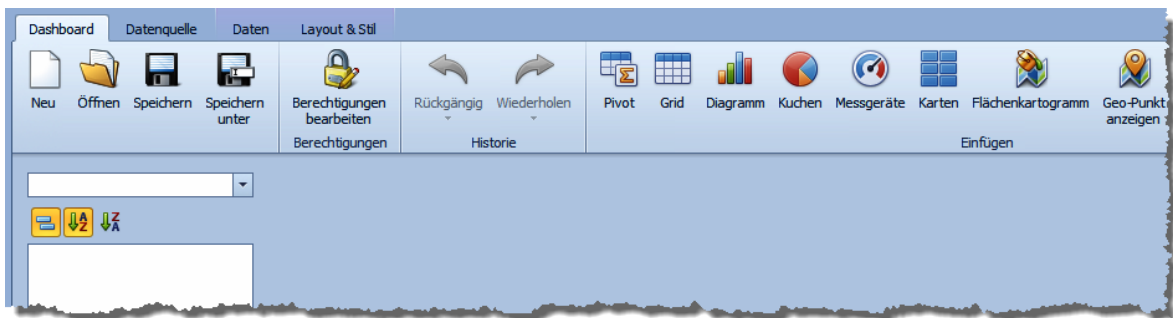 Dashboard Datenquelle Daten Layout & Stil
Neu Öffnen Speichern Speichern unter Berechtigungen bearbeiten Rückgängig Wiederholen Pivot Grid Diagramm Kuchen Messgeräte Karten Flächenkartogramm Geo-Punkt anzeigen
Berechtigungen Historie Einfügen
A
Z
Z
A